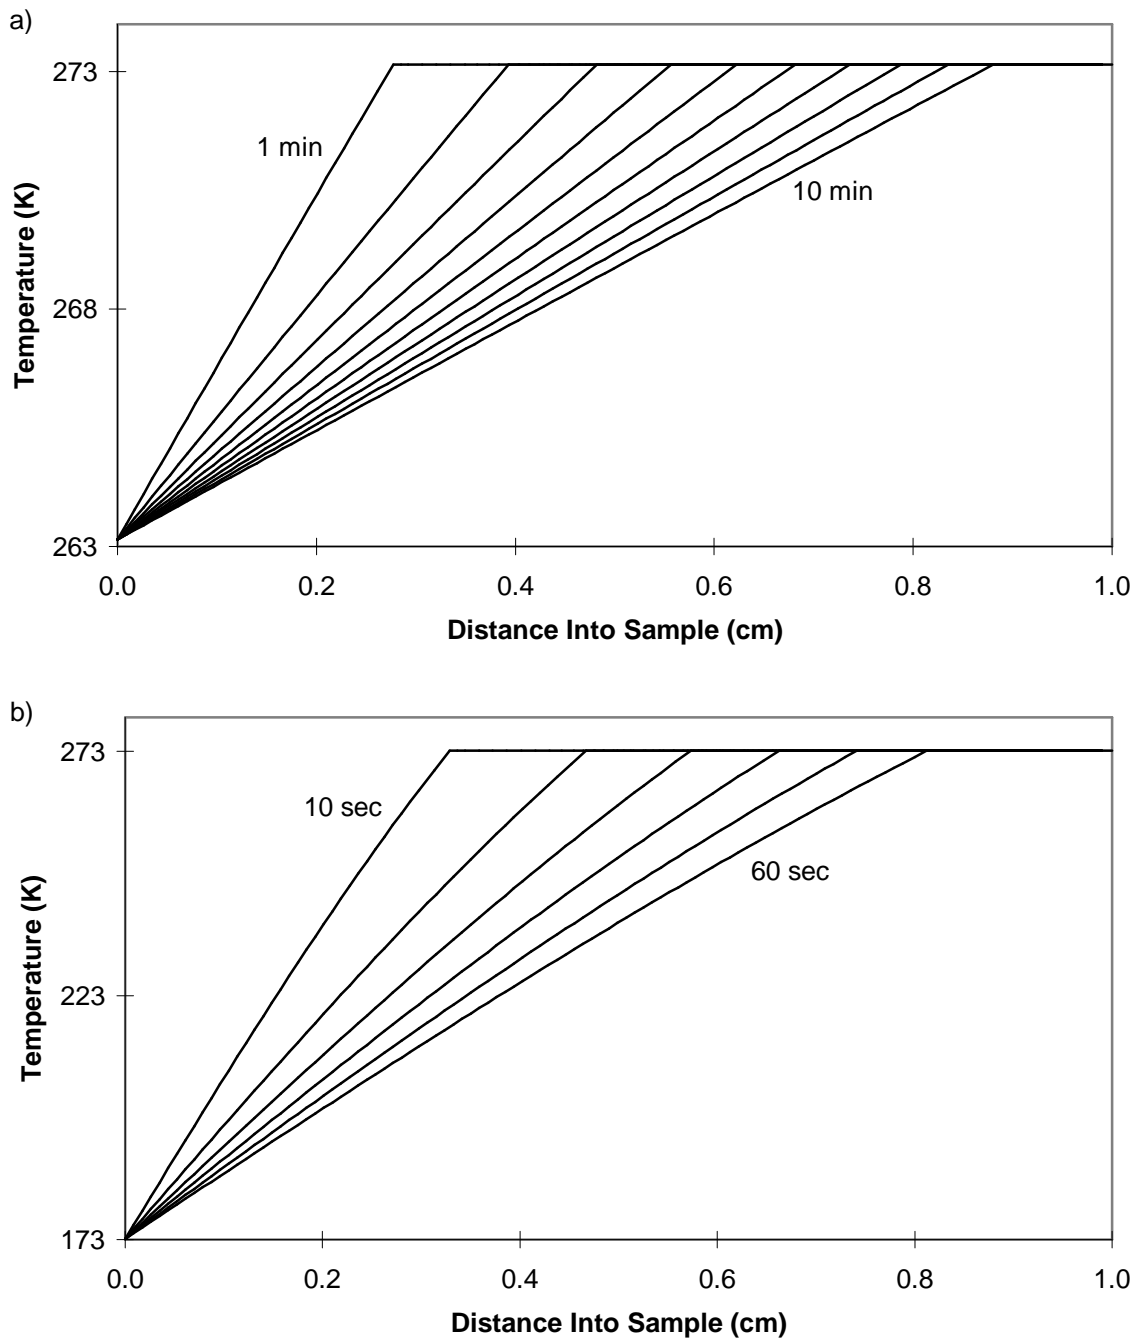 a)
273
1 min
10 min
268
Temperature (K)
263
0.0 0.2 0.4 0.6 0.8 1.0
Distance Into Sample (cm)
b)
273
10 sec
60 sec
223
Temperature (K)
173
0.0 0.2 0.4 0.6 0.8 1.0
Distance Into Sample (cm)